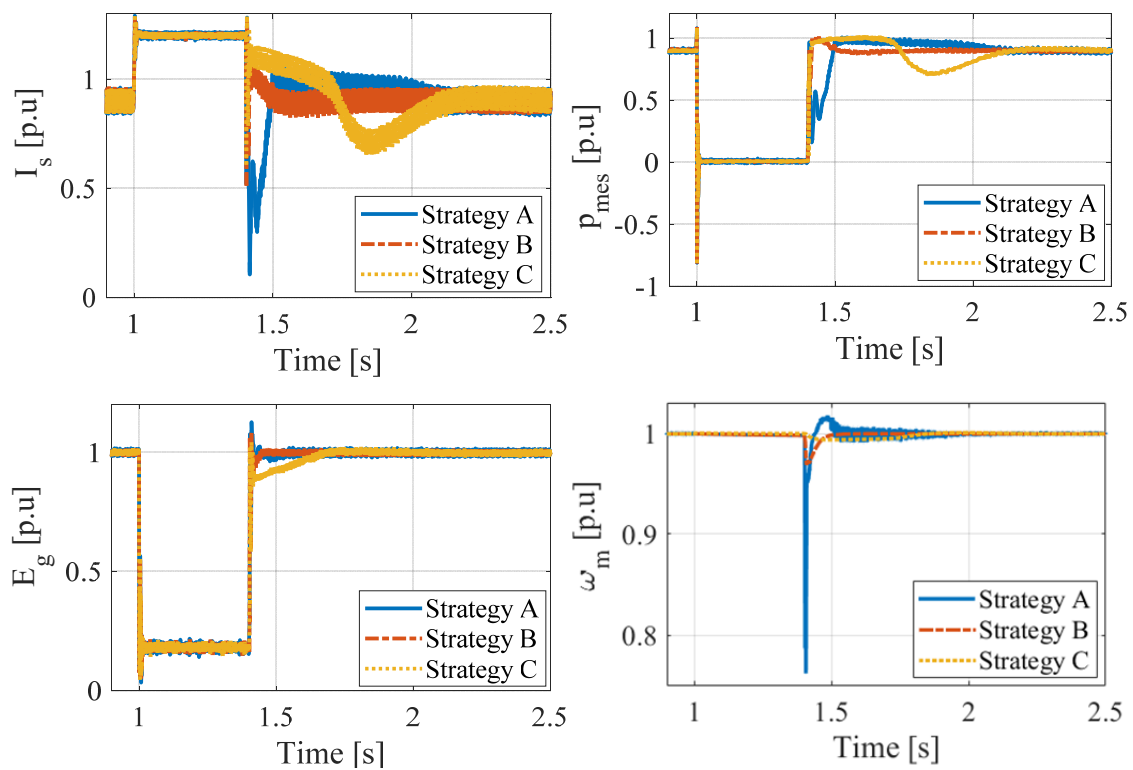 I_s [p.u]
1
0.5
0
Strategy A
Strategy B
Strategy C
1
1.5
2
2.5
Time [s]
p_mes [p.u]
1
0.5
0
-0.5
-1
Strategy A
Strategy B
Strategy C
1
1.5
2
2.5
Time [s]
E_g [p.u]
1
0.5
0
Strategy A
Strategy B
Strategy C
1
1.5
2
2.5
Time [s]
ω_m [p.u]
1
0.9
0.8
Strategy A
Strategy B
Strategy C
1
1.5
2
2.5
Time [s]